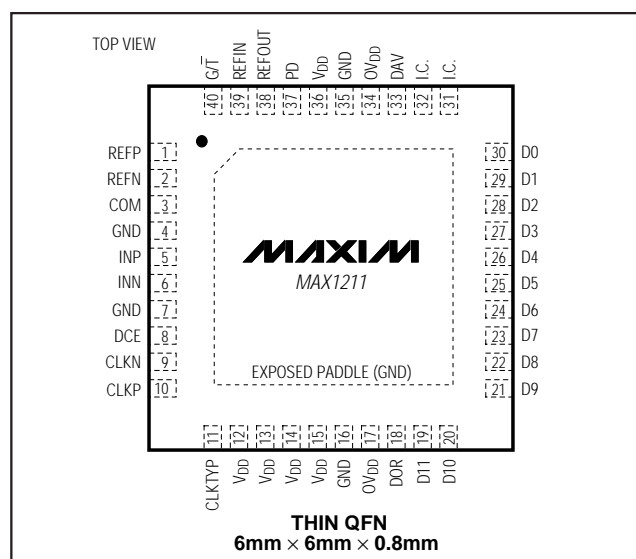 TOP VIEW
G/T̅
REFIN
REFOUT
PD
VDD
GND
OVDD
DAV
I.C.
I.C.
40
39
38
37
36
35
34
33
32
31
REFP 1
REFN 2
COM 3
GND 4
INP 5
INN 6
GND 7
DCE 8
CLKN 9
CLKP 10
MAXIM
MAX1211
EXPOSED PADDLE (GND)
30 D0
29 D1
28 D2
27 D3
26 D4
25 D5
24 D6
23 D7
22 D8
21 D9
11
12
13
14
15
16
17
18
19
20
CLKTYP
VDD
VDD
VDD
VDD
GND
OVDD
DOR
D11
D10
THIN QFN
6mm × 6mm × 0.8mm